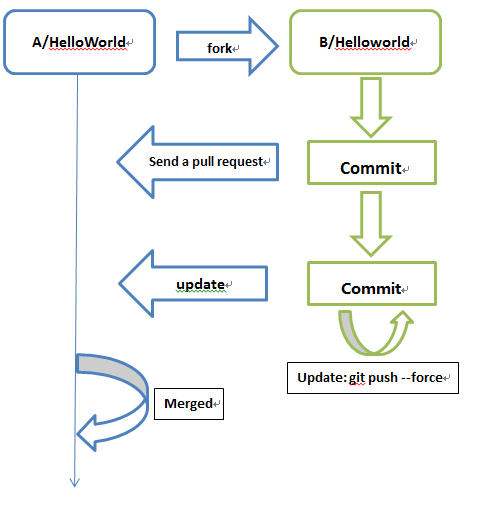 A/HelloWorld
fork
B/Helloworld
Send a pull request
Commit
update
Commit
Update: git push --force
Merged